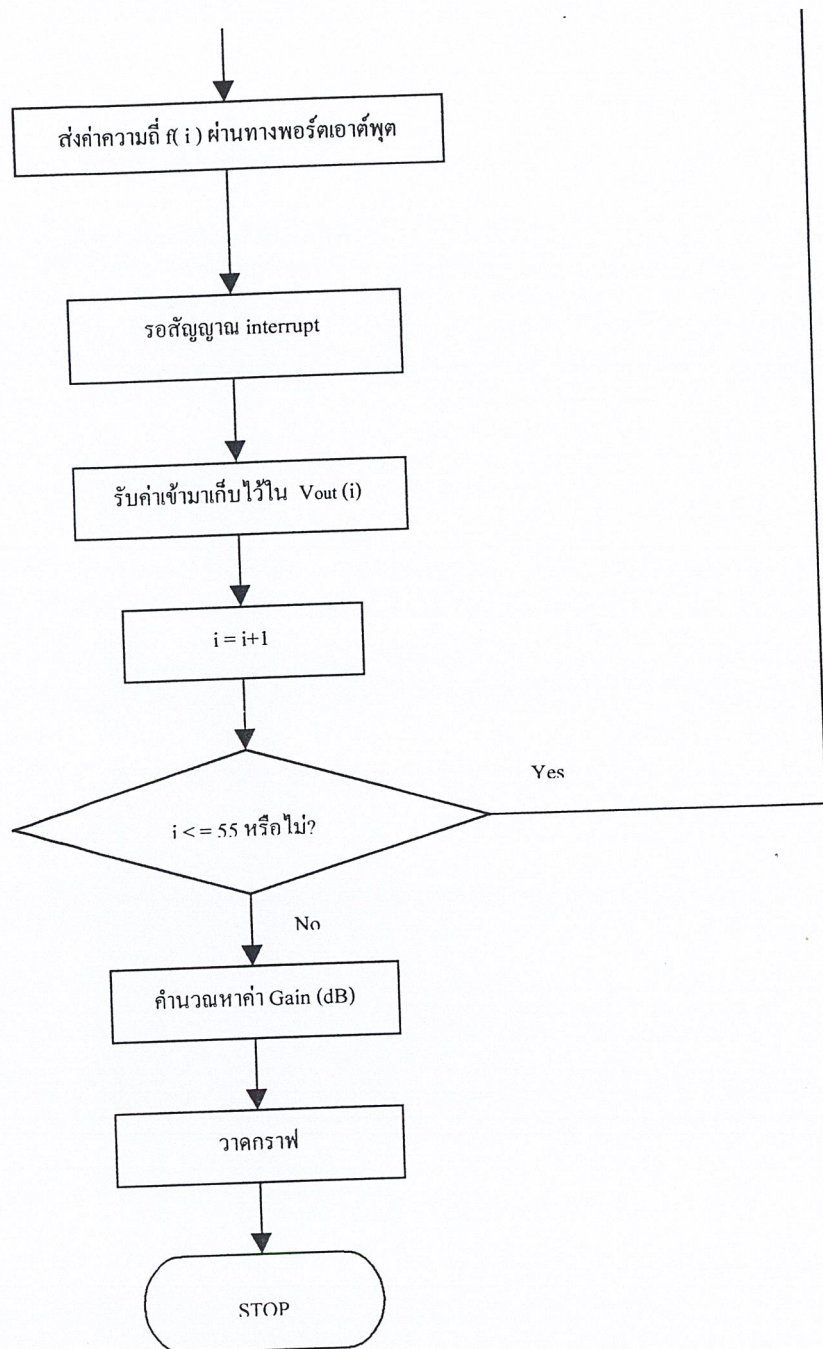 ส่งค่าความถี่ f( i ) ผ่านทางพอร์ตเอาต์พุต
รอสัญญาณ interrupt
รับค่าเข้ามาเก็บไว้ใน Vout (i)
i = i+1
Yes
i < = 55 หรือไม่?
No
คำนวณหาค่า Gain (dB)
วาดกราฟ
STOP